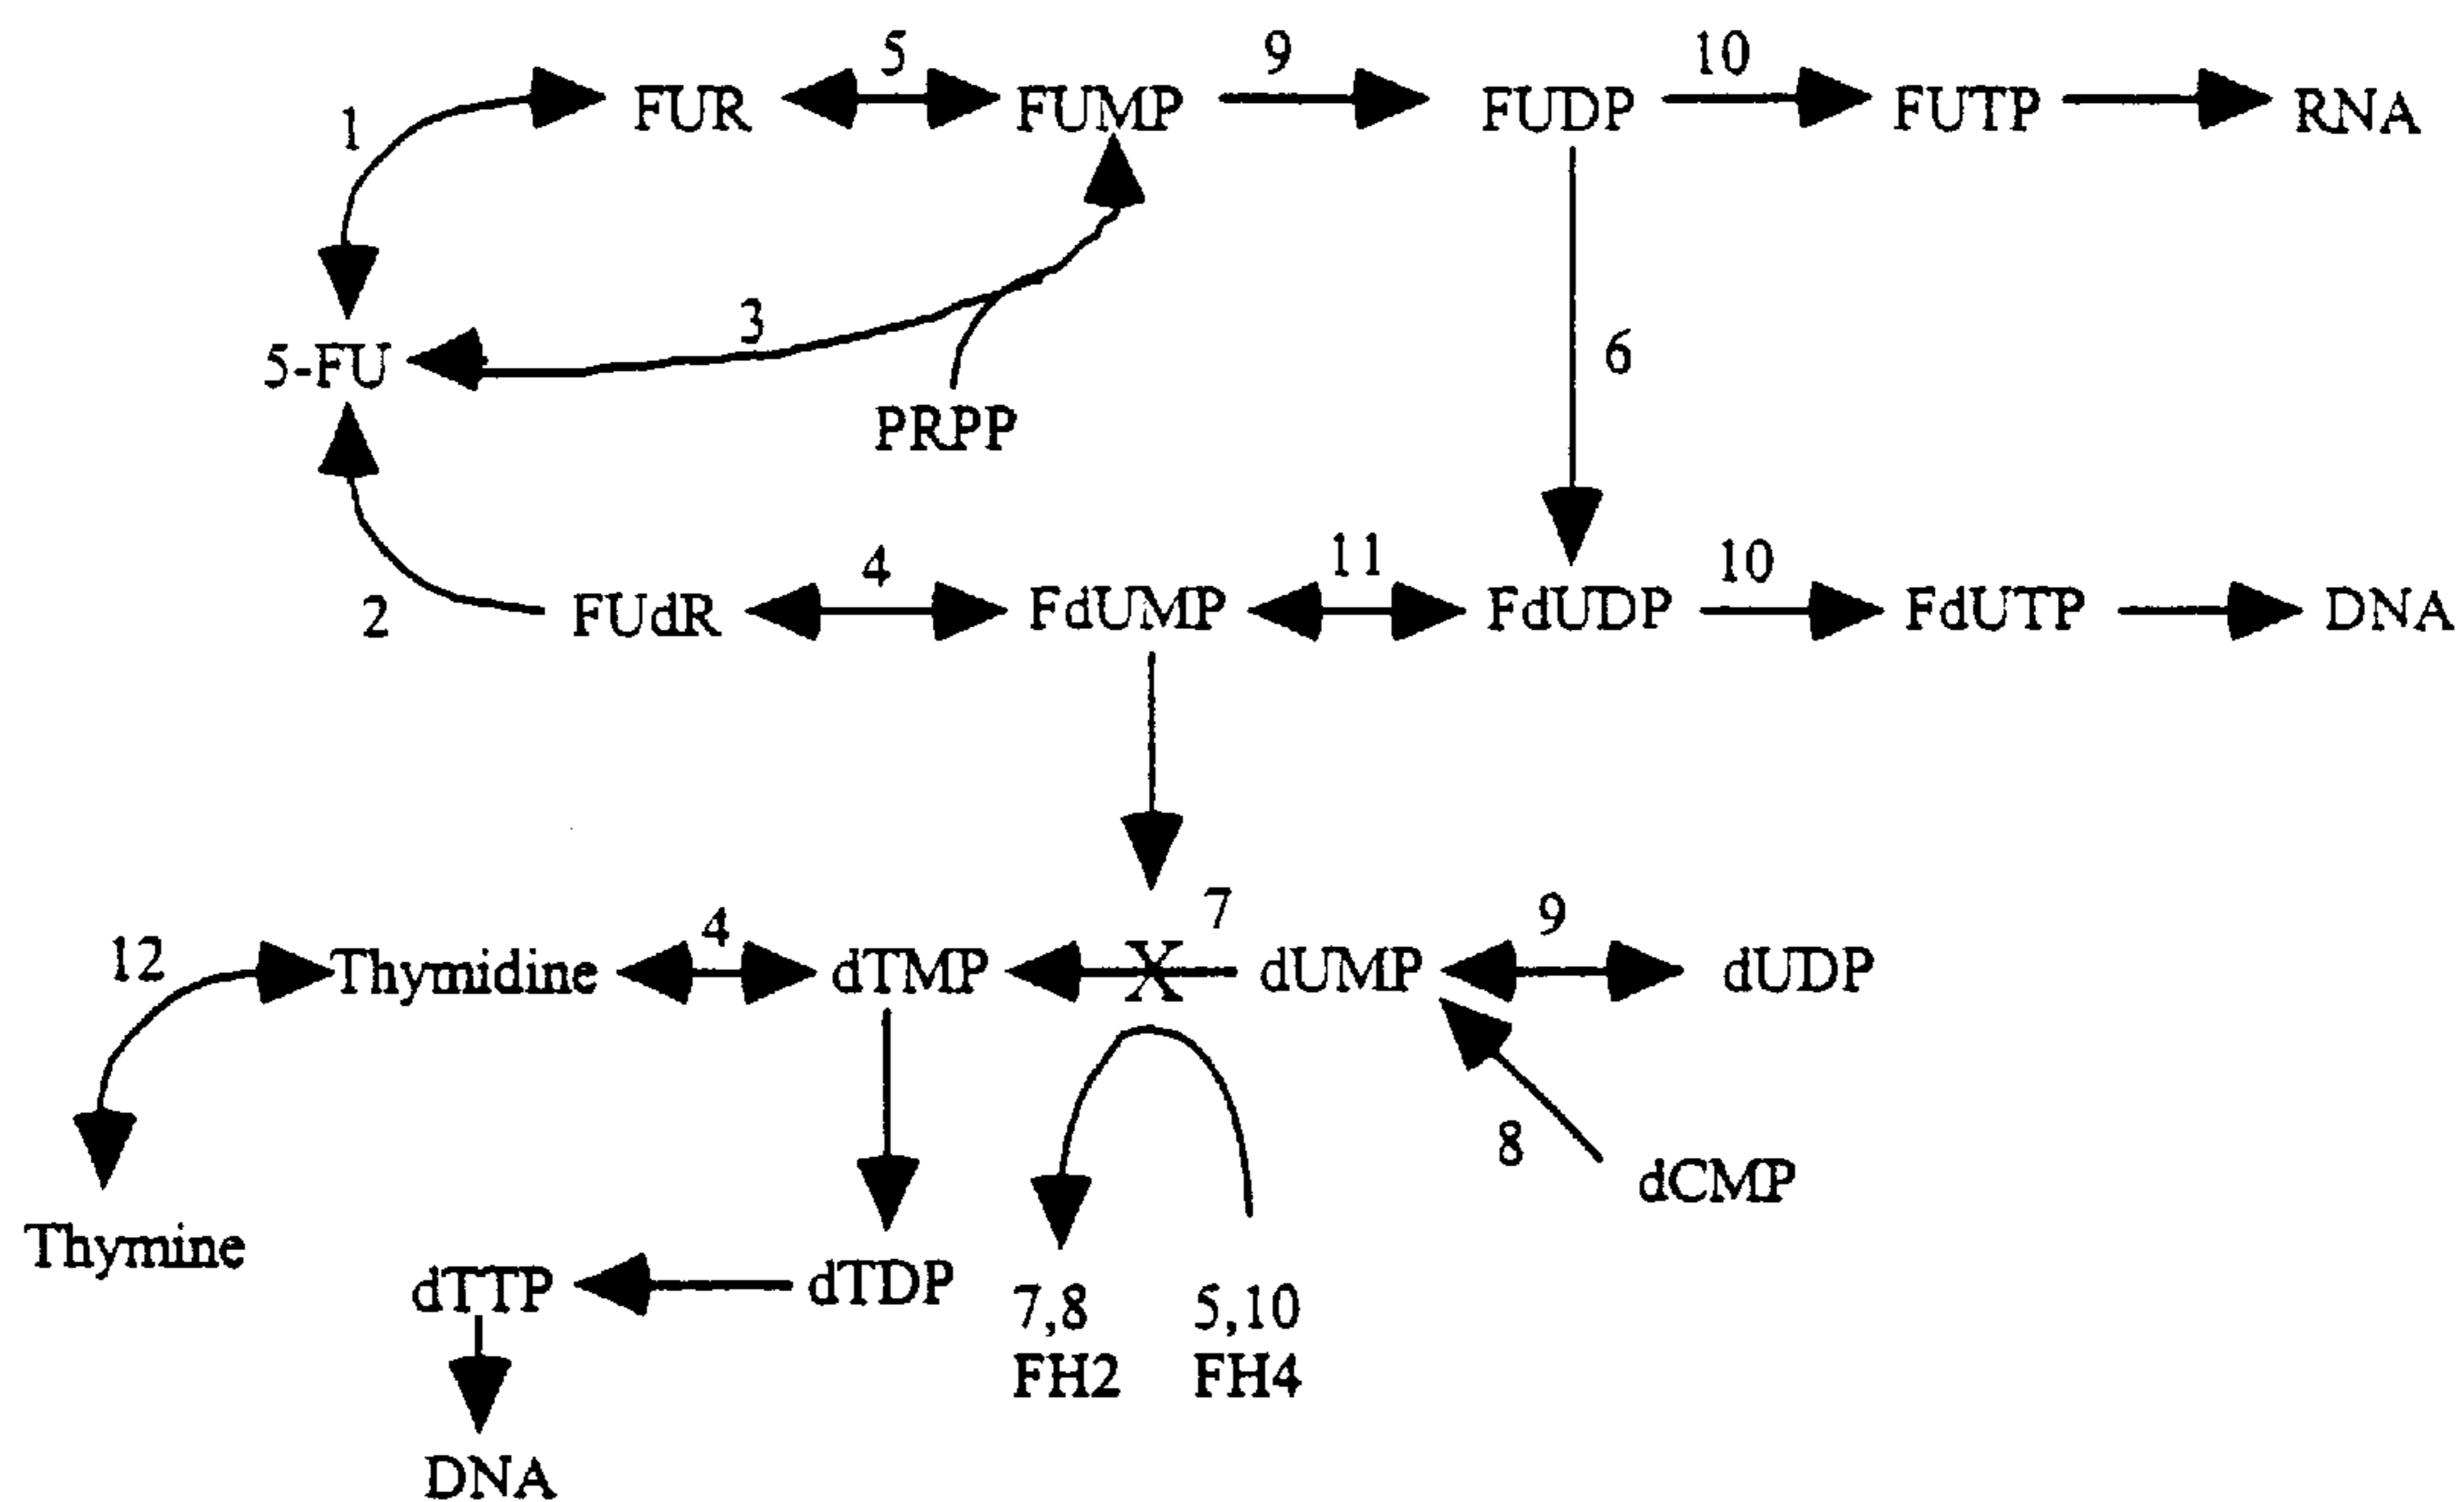 5 9 10
1 FUR FUMP FUDP FUTP RNA
3 6
5-FU
PRPP
4 11 10
2 FUdR FdUMP FdUDP FdUTP DNA
7 9
12 4
Thymidine dTMP X dUMP dUDP
8 dCMP
Thymine
dTTP dTDP 7,8 5,10
FH2 FH4
DNA